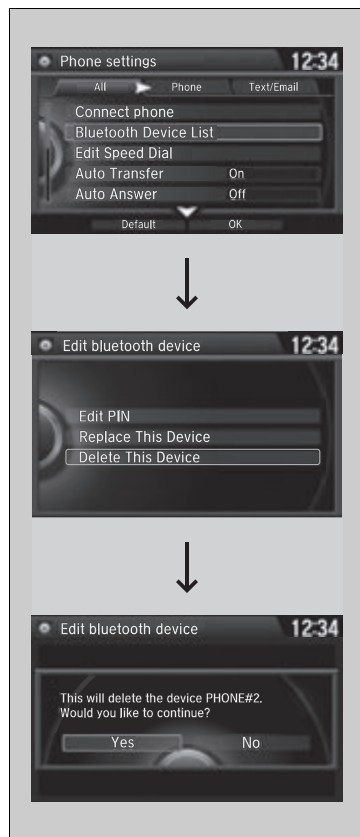 Phone settings 12:34
All Phone Text/Email
Connect phone
Bluetooth Device List
Edit Speed Dial
Auto Transfer On
Auto Answer Off
Default OK
Edit bluetooth device 12:34
Edit PIN
Replace This Device
Delete This Device
Edit bluetooth device 12:34
This will delete the device PHONE#2.
Would you like to continue?
Yes No